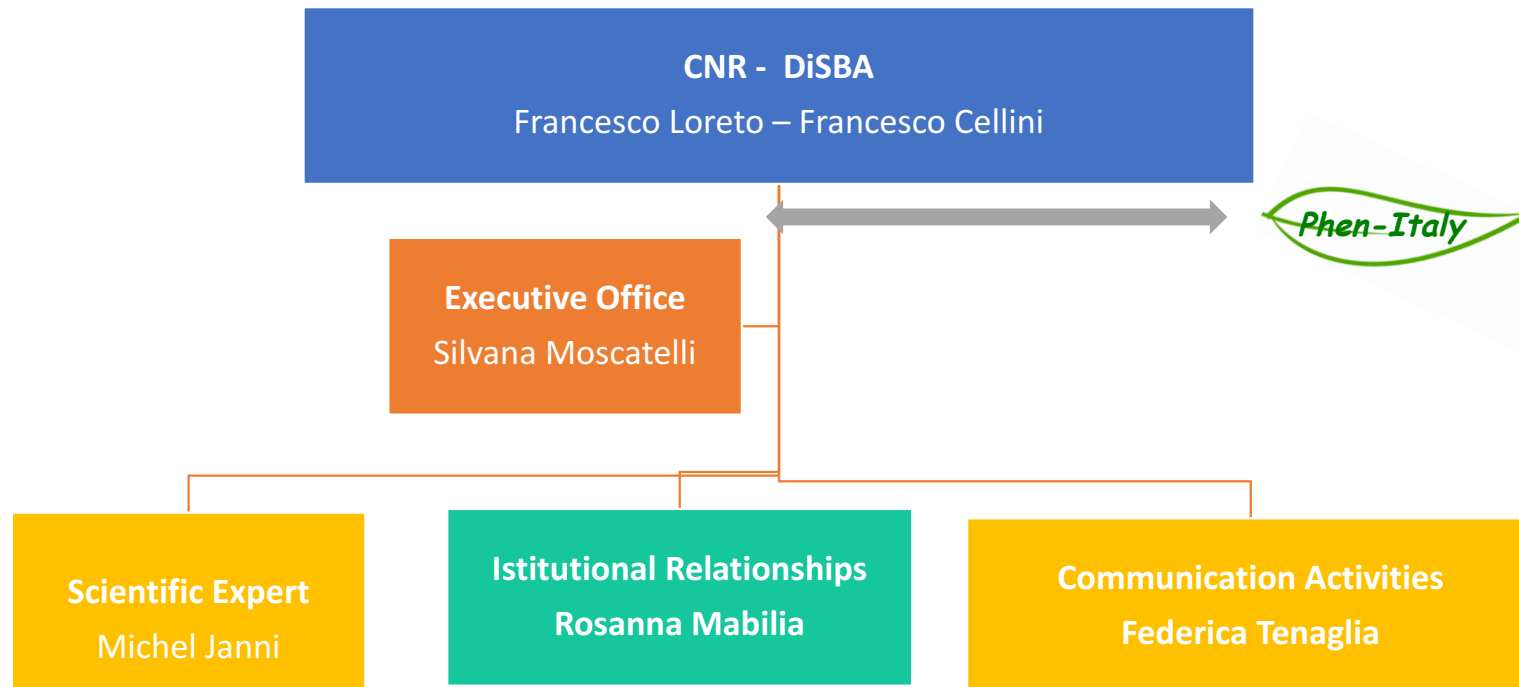 CNR - DiSBA
Francesco Loreto – Francesco Cellini
Phen-Italy
Executive Office
Silvana Moscatelli
Scientific Expert
Michel Janni
Istitutional Relationships
Rosanna Mabilia
Communication Activities
Federica Tenaglia